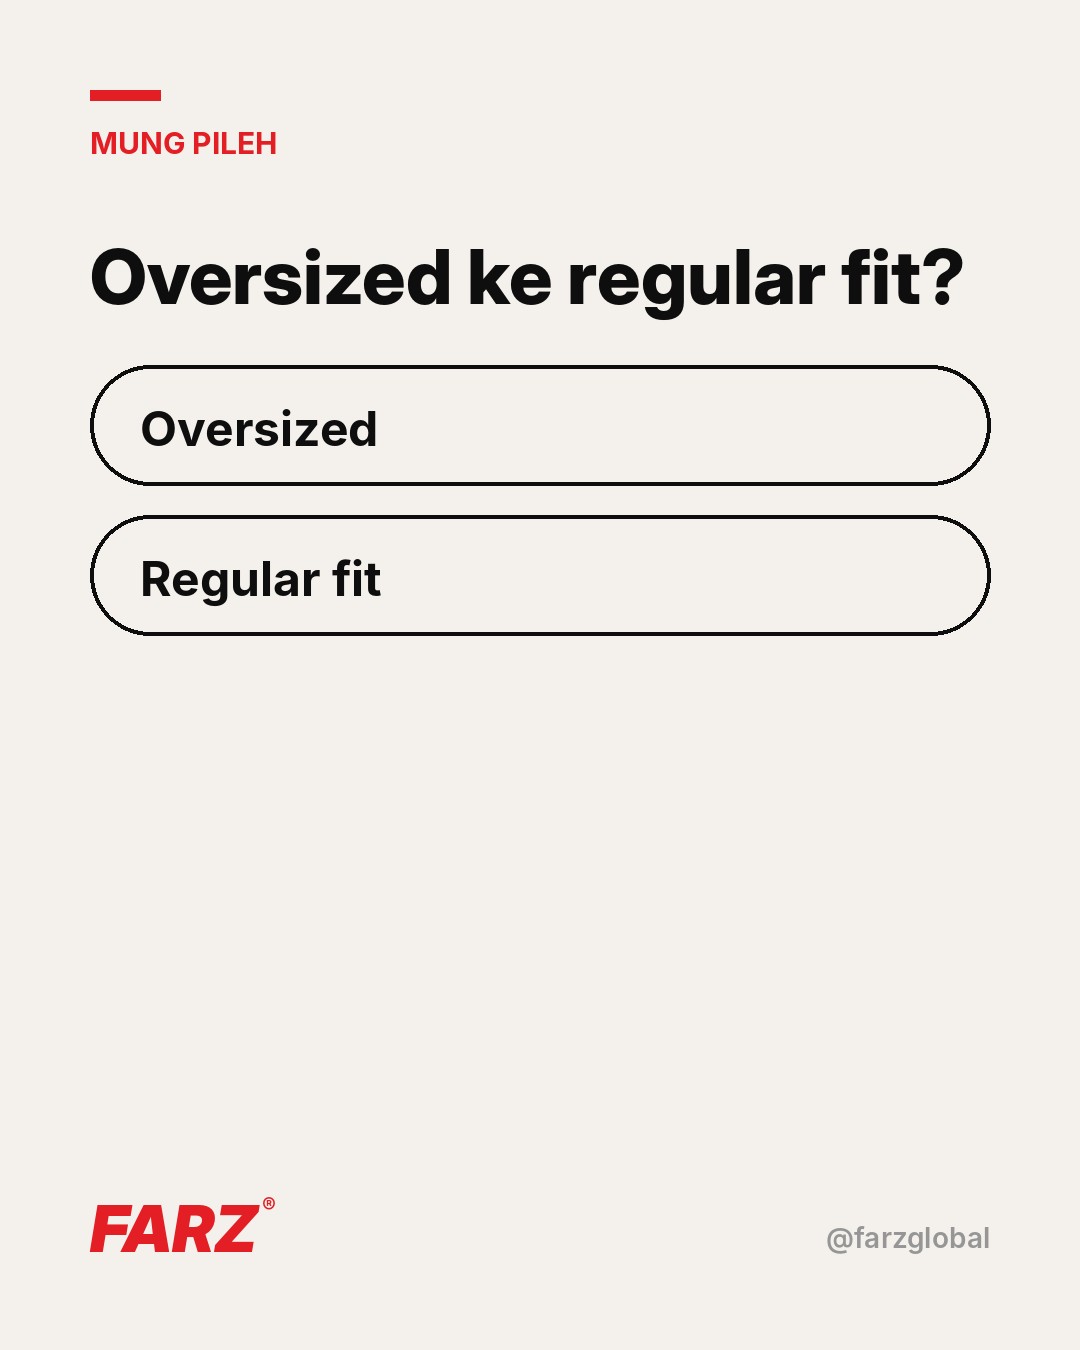 MUNG PILEH
Oversized ke regular fit?
Oversized
Regular fit
FARZ®
@farzglobal